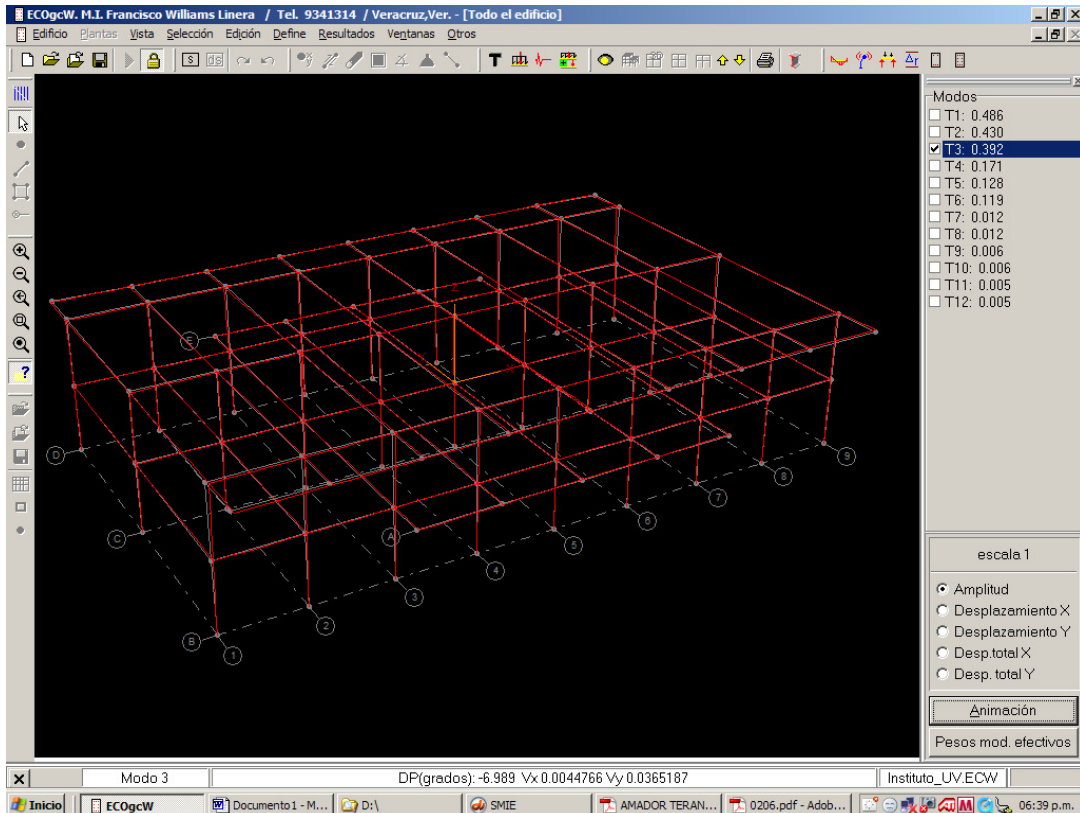 ECOgcW. M.I. Francisco Williams Linera / Tel. 9341314 / Veracruz,Ver. - [Todo el edificio]
Edificio Plantas Vista Selección Edición Define Resultados Ventanas Otros
Modos
T1: 0.486
T2: 0.430
T3: 0.392
T4: 0.171
T5: 0.128
T6: 0.119
T7: 0.012
T8: 0.012
T9: 0.006
T10: 0.006
T11: 0.005
T12: 0.005
Z
E
D
C
A
B
1
2
3
4
5
6
7
8
9
escala 1
Amplitud
Desplazamiento X
Desplazamiento Y
Desp.total X
Desp. total Y
Animación
Pesos mod. efectivos
Modo 3
DP(grados): -6.989 Vx 0.0044766 Vy 0.0365187
Instituto_UV.ECW
Inicio
ECOgcW
Documento1 - M...
D:\
SMIE
AMADOR TERAN...
0206.pdf - Adob...
06:39 p.m.